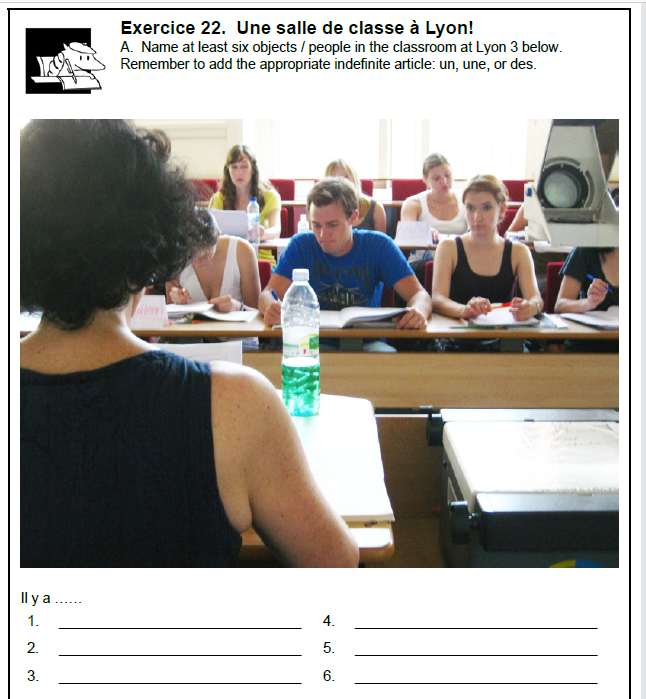 Exercice 22. Une salle de classe à Lyon!
A. Name at least six objects / people in the classroom at Lyon 3 below.
Remember to add the appropriate indefinite article: un, une, or des.
Il y a ……
1. 4.
2. 5.
3. 6.